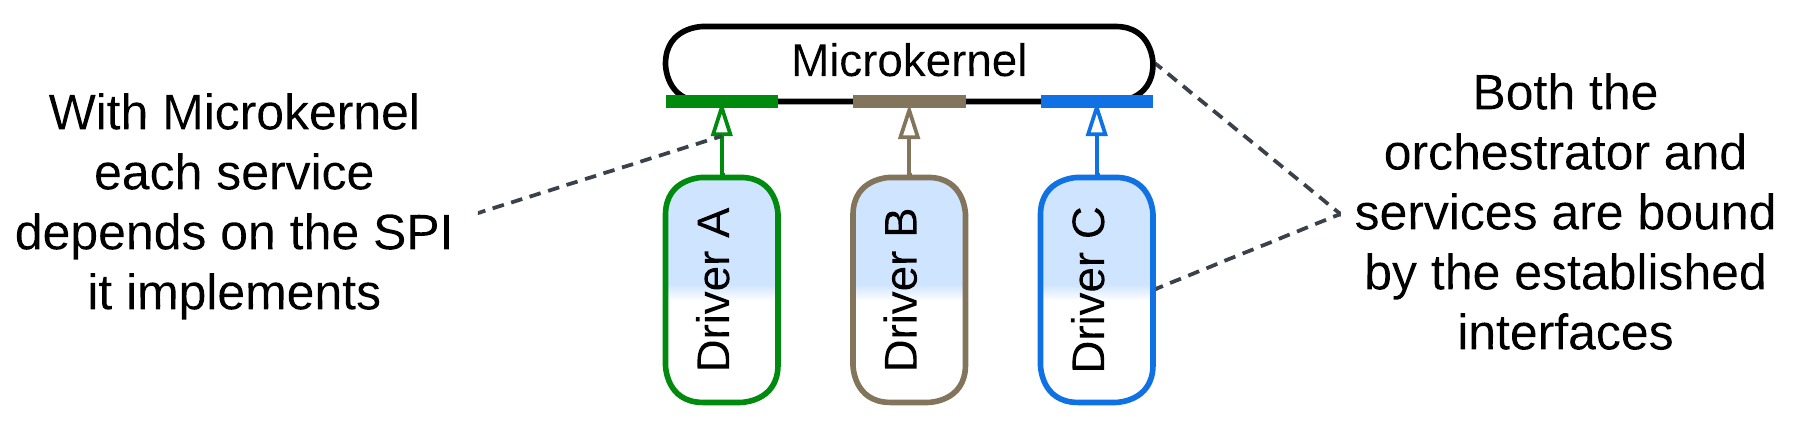 With Microkernel
each service
depends on the SPI
it implements
Microkernel
Driver A
Driver B
Driver C
Both the
orchestrator and
services are bound
by the established
interfaces